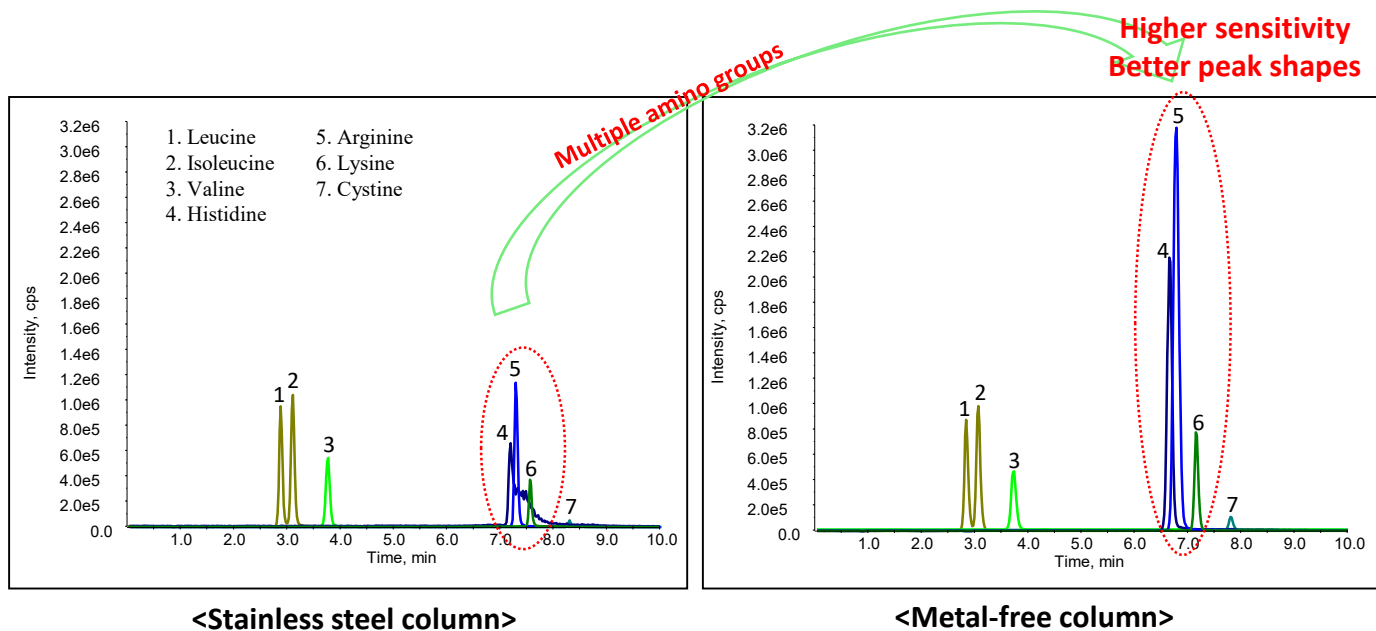 Higher sensitivity
Better peak shapes
Multiple amino groups
Intensity, cps
3.2e6
3.0e6
2.8e6
2.6e6
2.4e6
2.2e6
2.0e6
1.8e6
1.6e6
1.4e6
1.2e6
1.0e6
8.0e5
6.0e5
4.0e5
2.0e5
0.0
1. Leucine
2. Isoleucine
3. Valine
4. Histidine
5. Arginine
6. Lysine
7. Cystine
1
2
3
4
5
6
7
1.0 2.0 3.0 4.0 5.0 6.0 7.0 8.0 9.0 10.0
Time, min
<Stainless steel column>
Intensity, cps
3.2e6
3.0e6
2.8e6
2.6e6
2.4e6
2.2e6
2.0e6
1.8e6
1.6e6
1.4e6
1.2e6
1.0e6
8.0e5
6.0e5
4.0e5
2.0e5
0.0
1
2
3
4
5
6
7
1.0 2.0 3.0 4.0 5.0 6.0 7.0 8.0 9.0 10.0
Time, min
<Metal-free column>